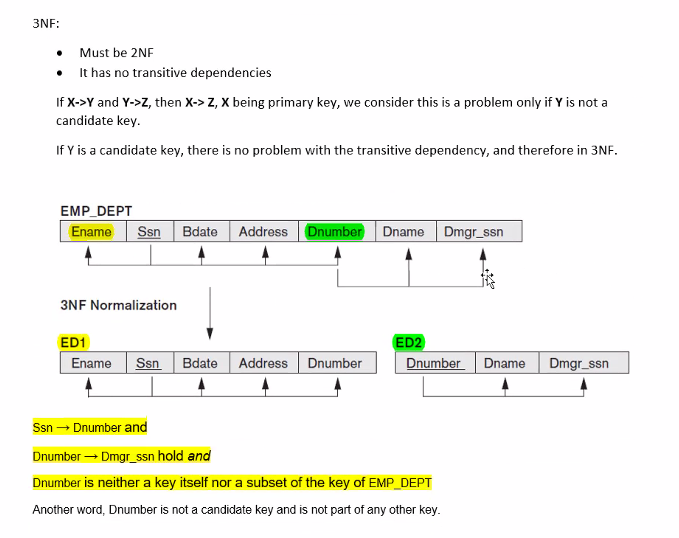 3NF:
• Must be 2NF
• It has no transitive dependencies
If X->Y and Y->Z, then X-> Z, X being primary key, we consider this is a problem only if Y is not a
candidate key.
If Y is a candidate key, there is no problem with the transitive dependency, and therefore in 3NF.
EMP_DEPT
Ename Ssn Bdate Address Dnumber Dname Dmgr_ssn
3NF Normalization
ED1 ED2
Ename Ssn Bdate Address Dnumber Dnumber Dname Dmgr_ssn
Ssn → Dnumber and
Dnumber → Dmgr_ssn hold and
Dnumber is neither a key itself nor a subset of the key of EMP_DEPT
Another word, Dnumber is not a candidate key and is not part of any other key.